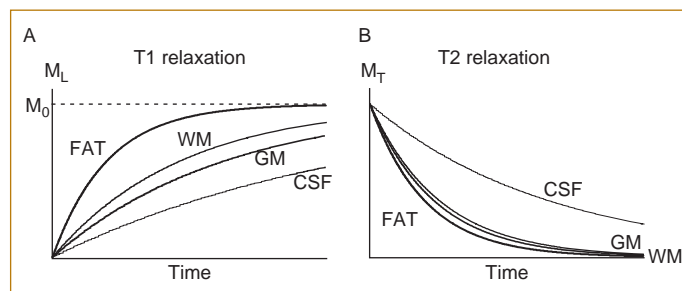 A
T1 relaxation
M_L
M_0
FAT
WM
GM
CSF
Time
B
T2 relaxation
M_T
CSF
FAT
GM
WM
Time